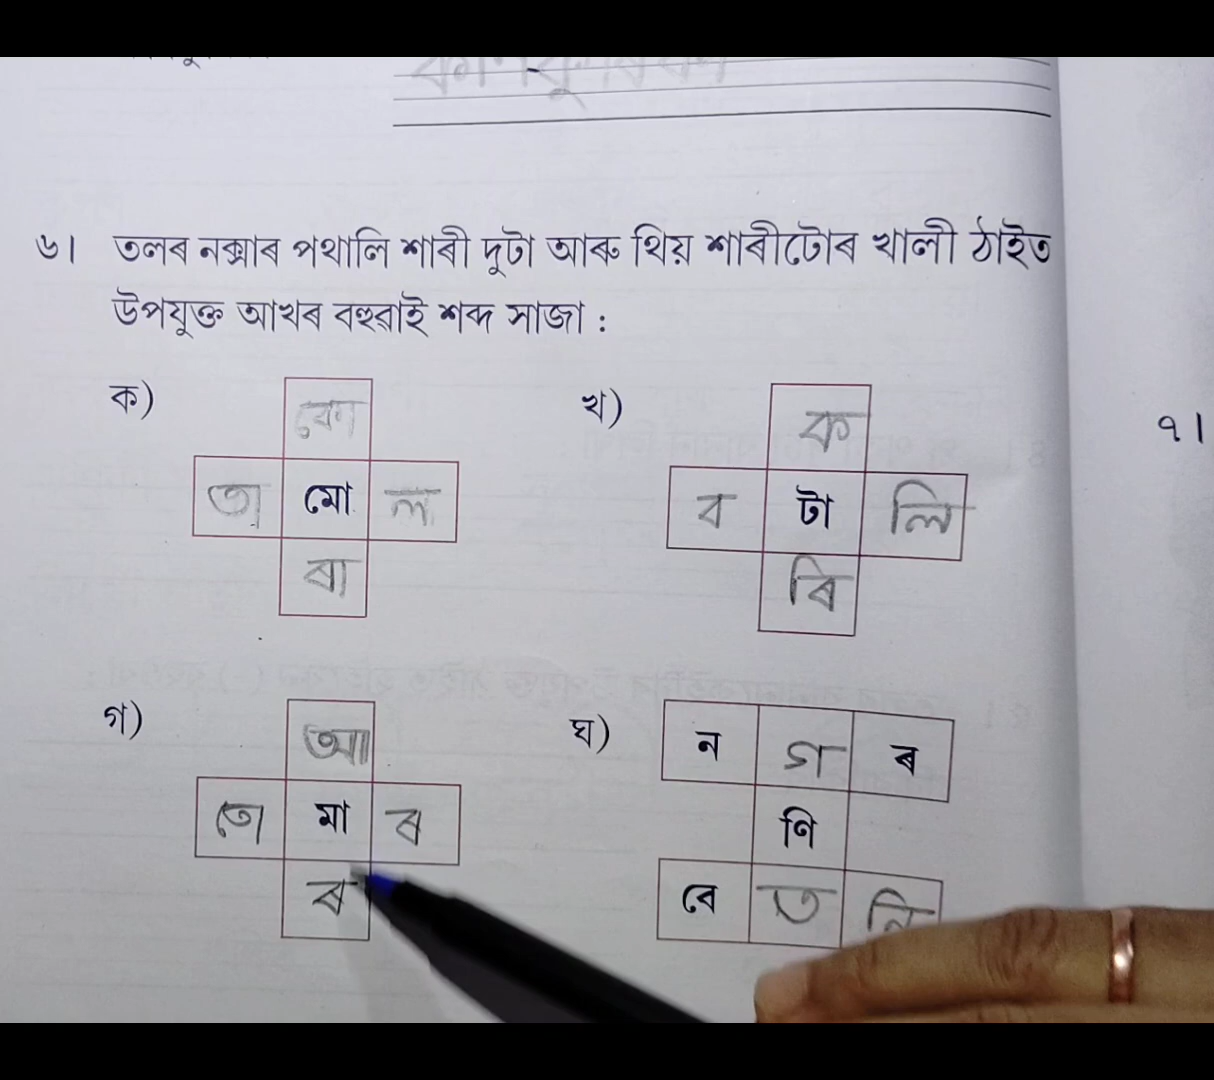 ৬। তলৰ নক্সাৰ পথালি শাৰী দুটা আৰু থিয় শাৰীটোৰ খালী ঠাইত
উপযুক্ত আখৰ বহুৱাই শব্দ সাজা :
ক)
কো
তা মো ল
ৰা
খ)
ক
ব টা লি
ৰি
৭।
গ)
আ
তো মা ৰ
ৰ
ঘ)
ন গ ৰ
ণি
বে ত নি